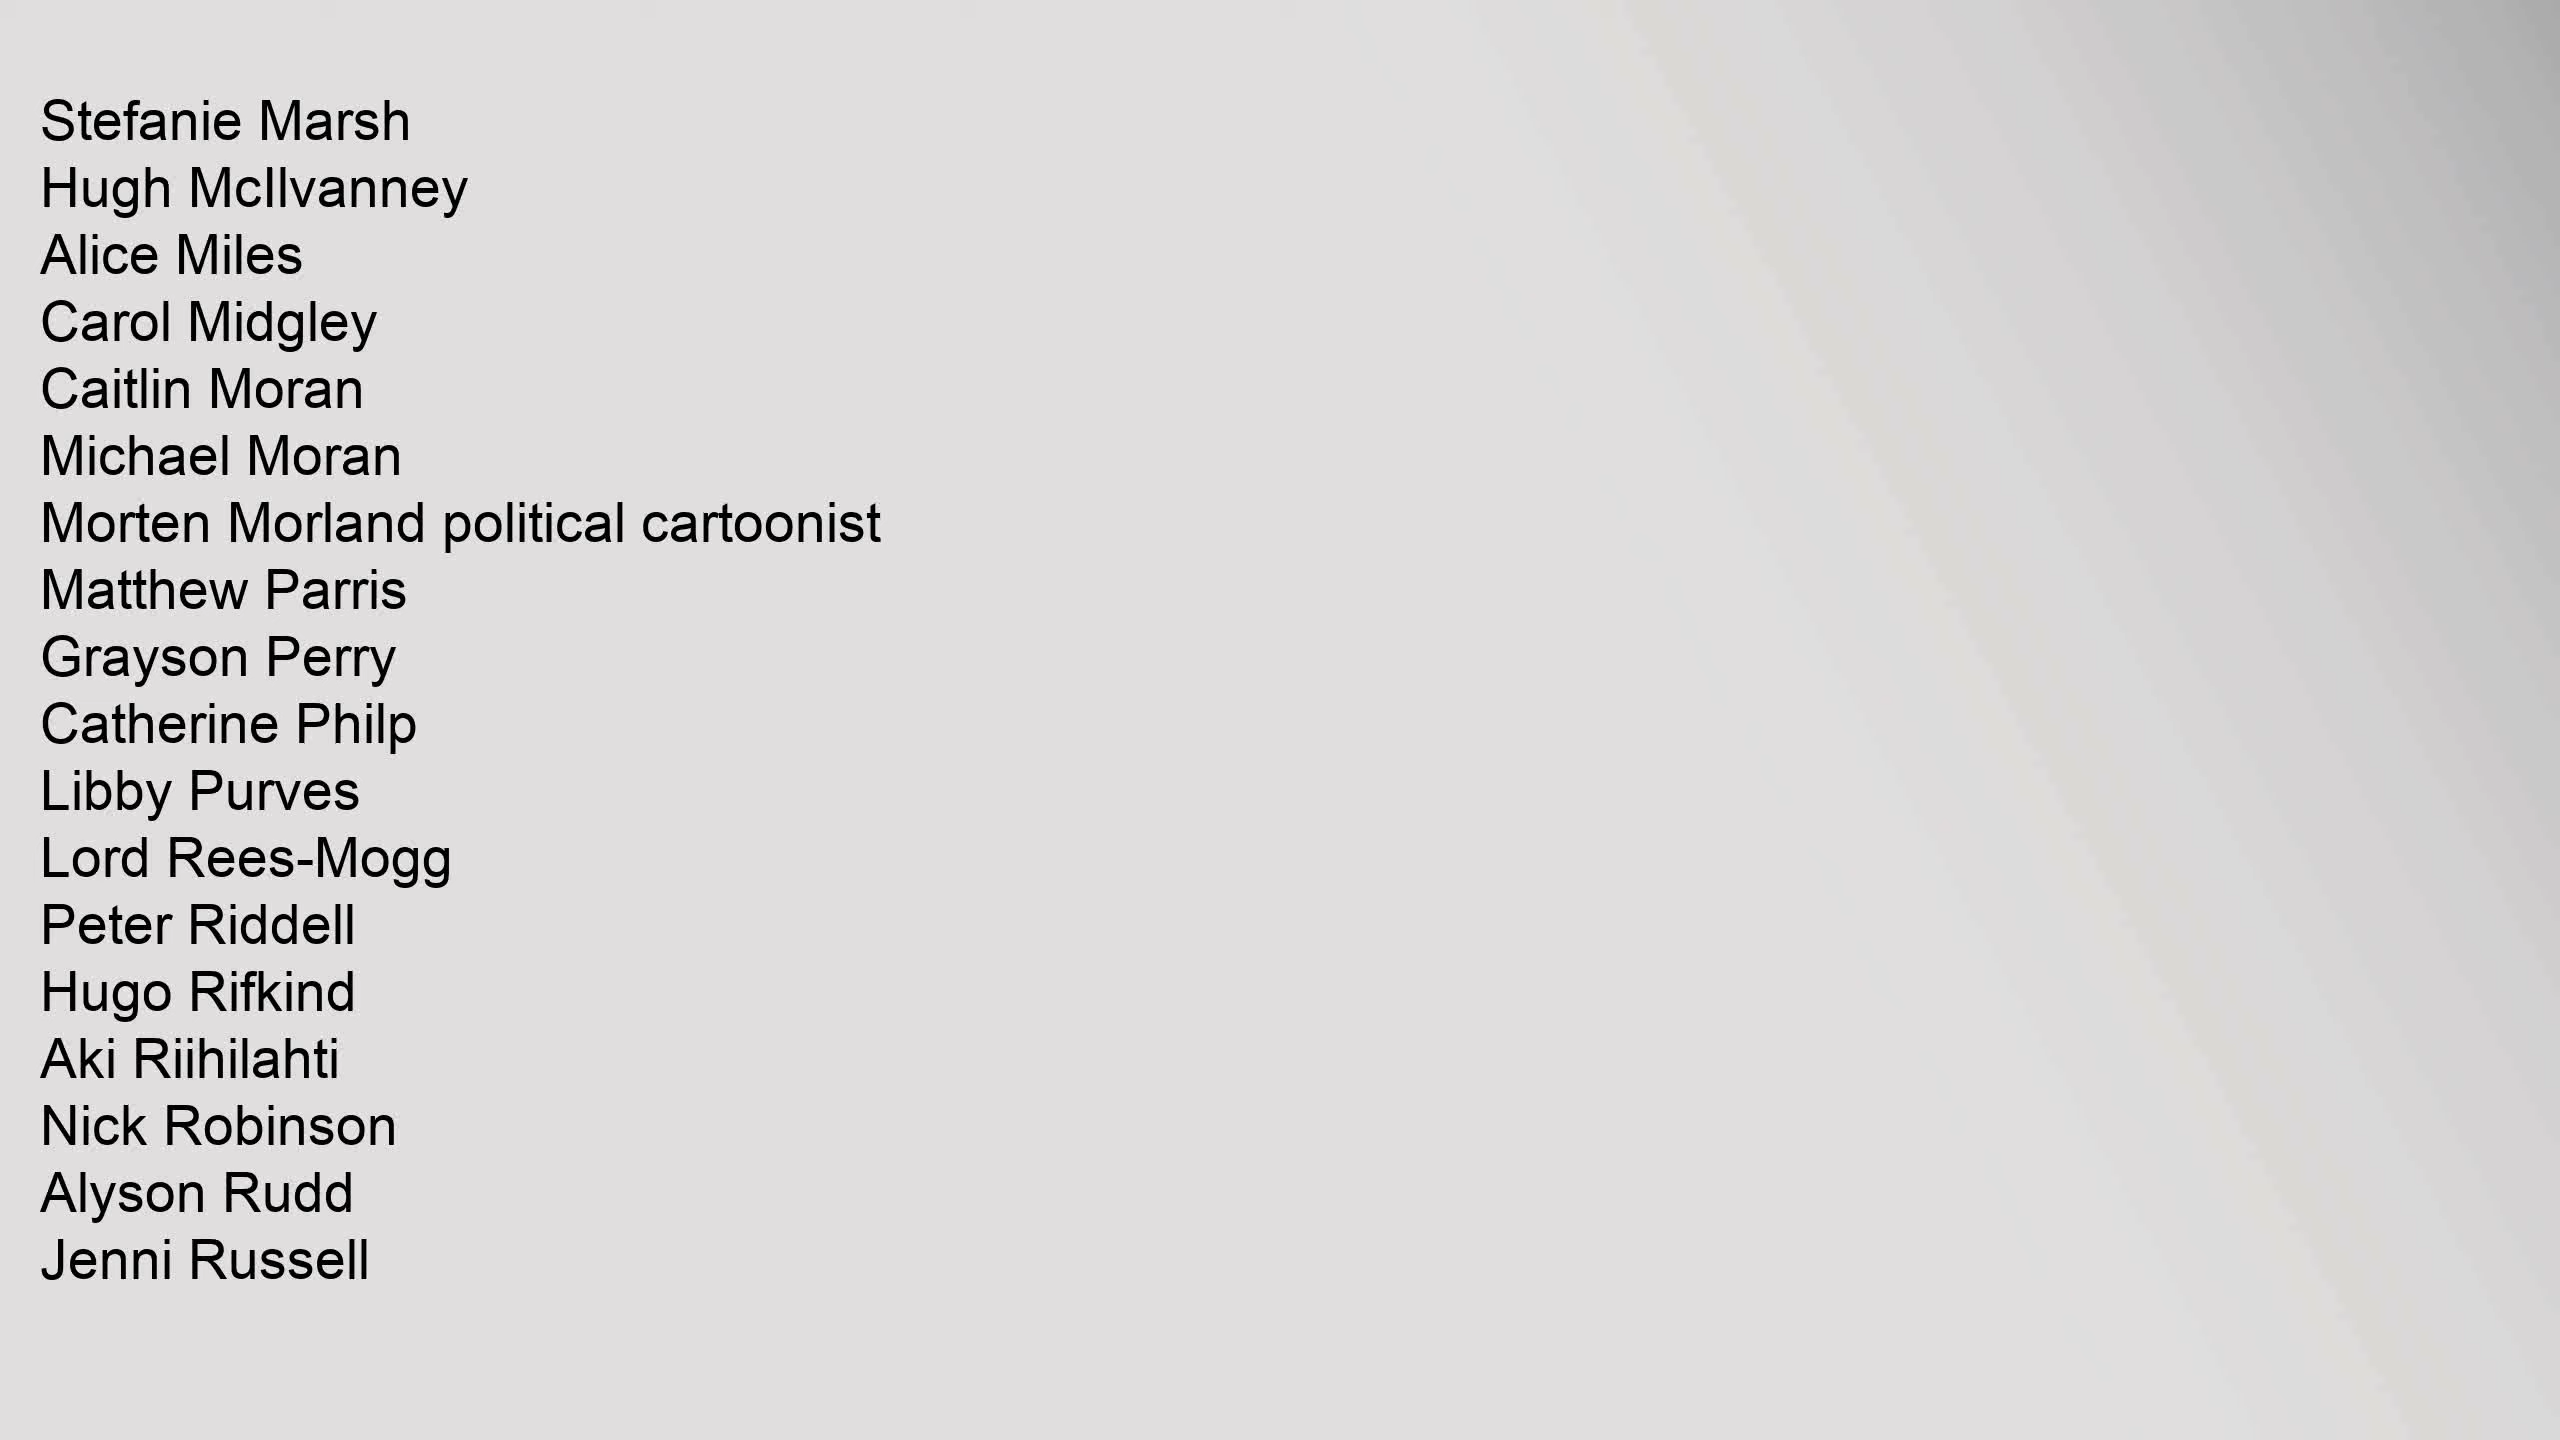 Stefanie Marsh
Hugh McIlvanney
Alice Miles
Carol Midgley
Caitlin Moran
Michael Moran
Morten Morland political cartoonist
Matthew Parris
Grayson Perry
Catherine Philp
Libby Purves
Lord Rees-Mogg
Peter Riddell
Hugo Rifkind
Aki Riihilahti
Nick Robinson
Alyson Rudd
Jenni Russell